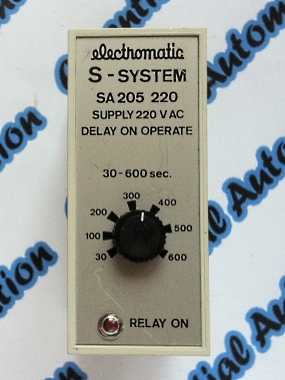 electromatic
S-SYSTEM
SA 205 220
SUPPLY 220 V AC
DELAY ON OPERATE
30-600 sec.
300 400
200 500
100 600
30
RELAY ON
Automation